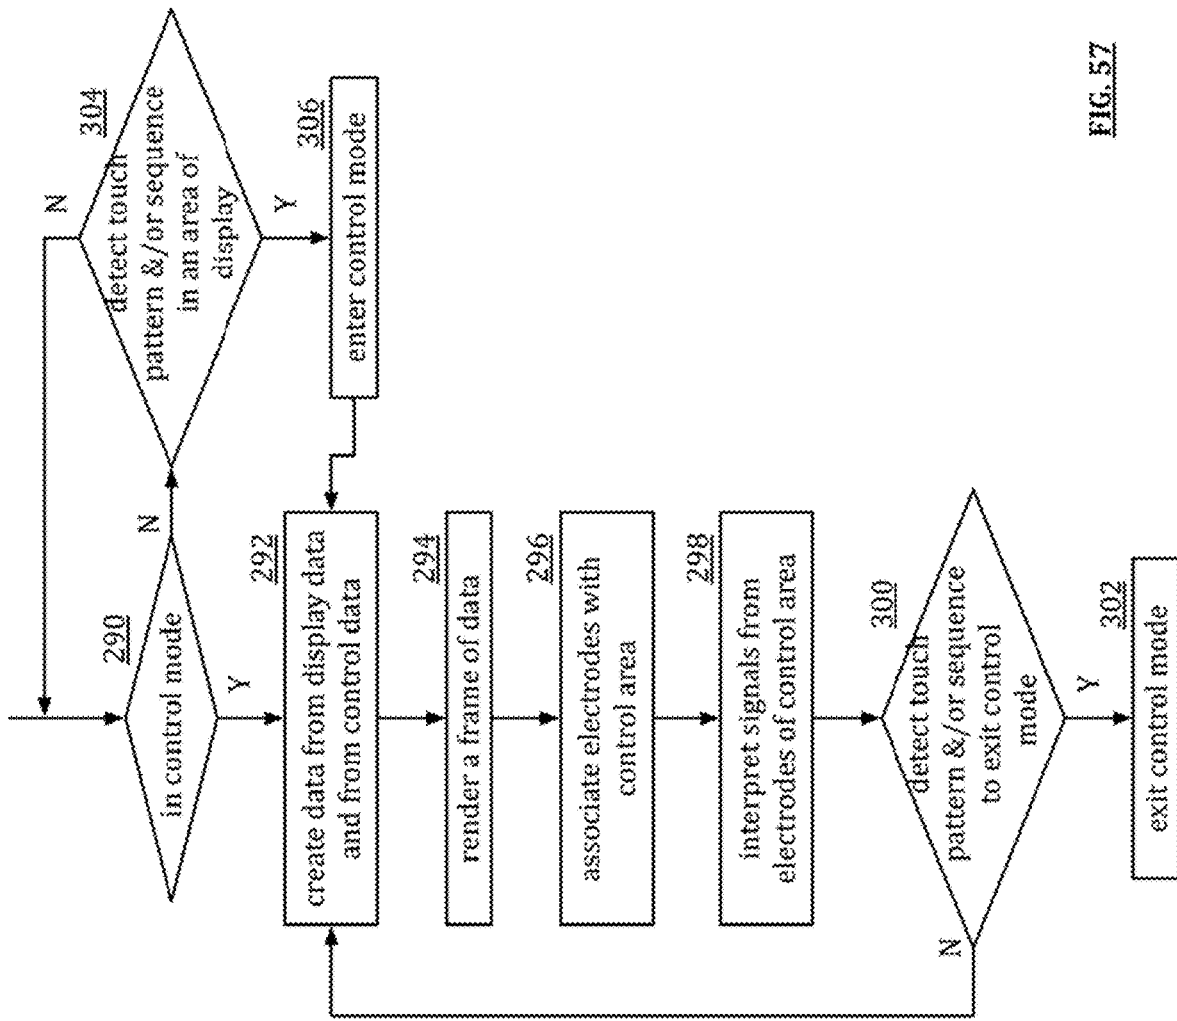 290
in control mode
N
Y
304
detect touch
pattern &/or sequence
in an area of
display
N
Y
306
enter control mode
292
create data from display data
and from control data
294
render a frame of data
296
associate electrodes with
control area
298
interpret signals from
electrodes of control area
300
detect touch
pattern &/or sequence
to exit control
mode
N
Y
302
exit control mode
FIG. 57